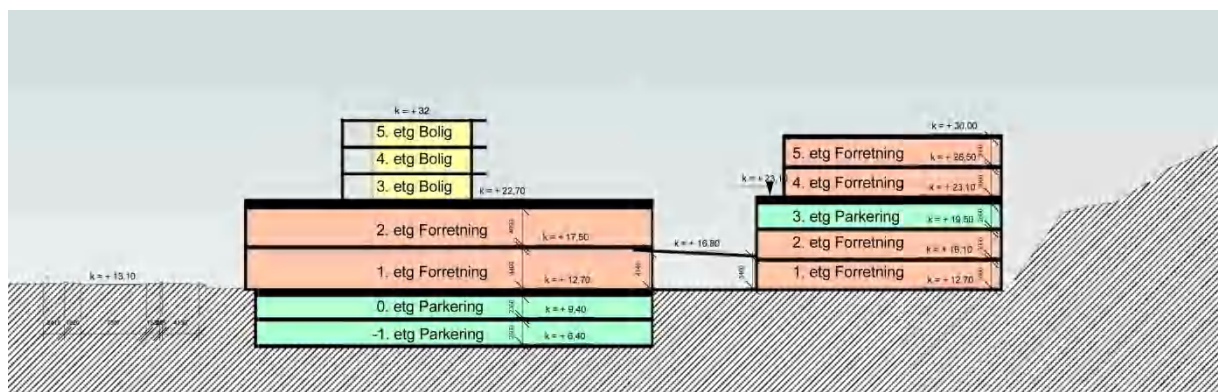 k = + 32
5. etg Bolig
4. etg Bolig
3. etg Bolig
k = + 22,70
2. etg Forretning
k = + 17,50
1. etg Forretning
k = + 12,70
0. etg Parkering
k = + 9,40
-1. etg Parkering
k = + 6,40
k = + 13,10
k = + 16,80
k = + 30,00
5. etg Forretning
k = + 26,50
4. etg Forretning
k = + 23,10
k = + 23,10
3. etg Parkering
k = + 19,50
2. etg Forretning
k = + 16,10
1. etg Forretning
k = + 12,70